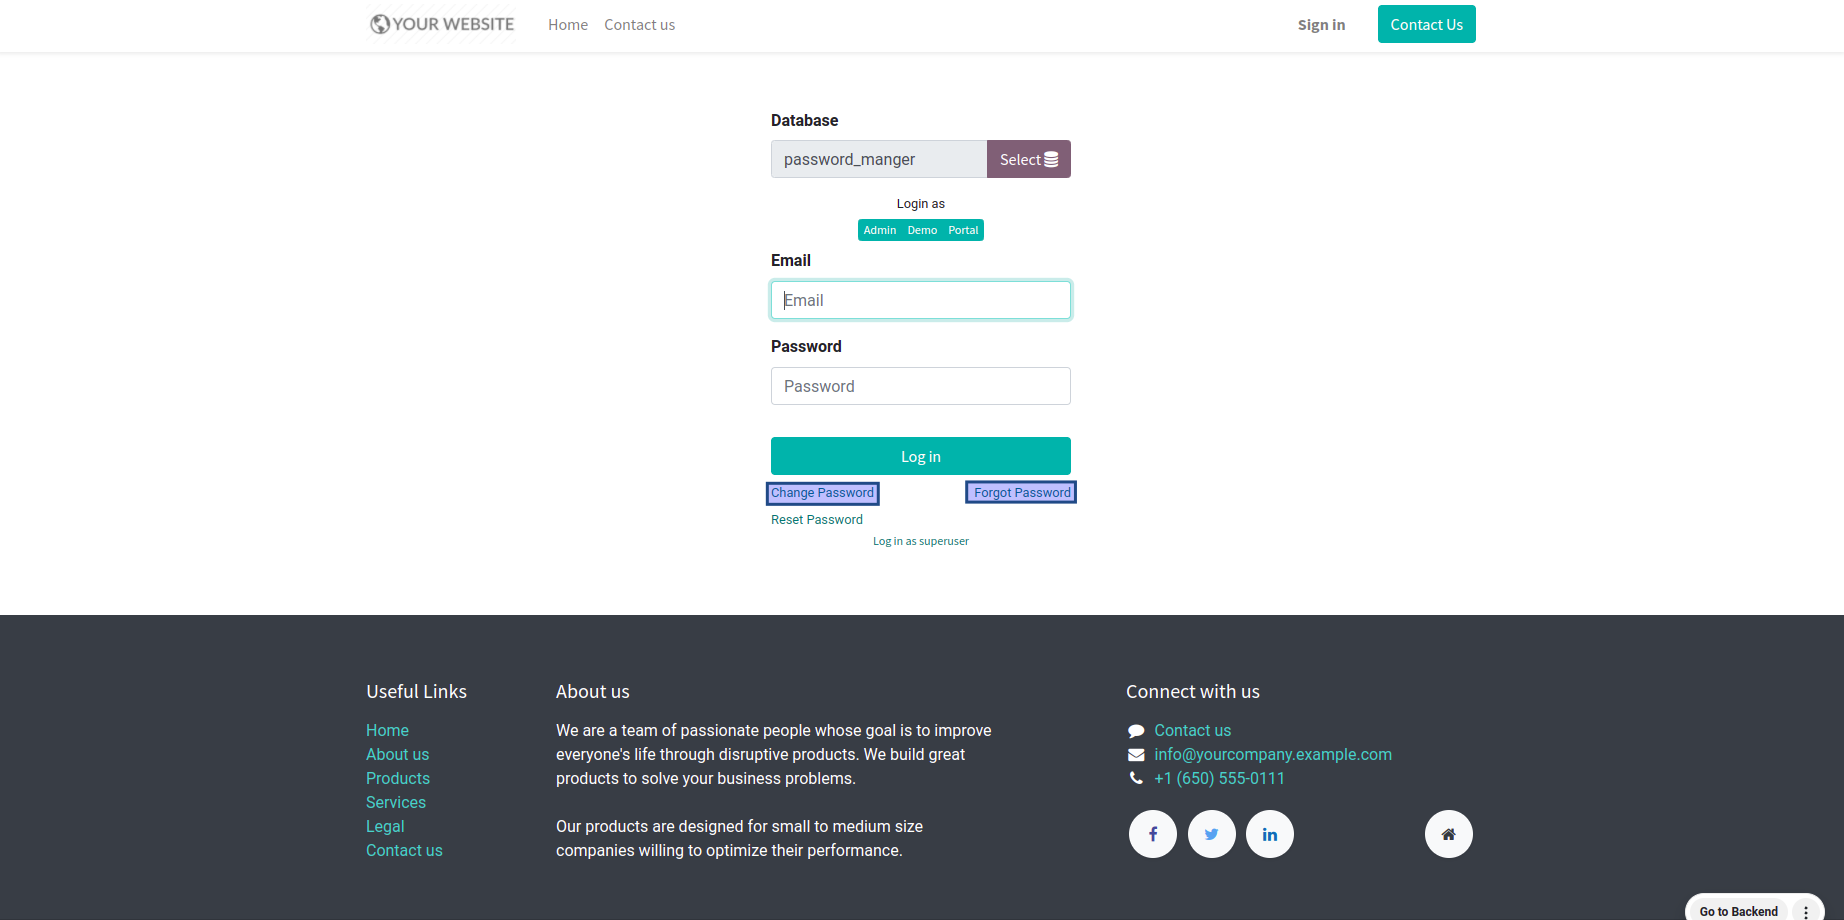 YOUR WEBSITE Home Contact us Sign in Contact Us
Database
password_manger Select
Login as
Admin Demo Portal
Email
Email
Password
Password
Log in
Change Password Forgot Password
Reset Password
Log in as superuser
Useful Links
Home
About us
Products
Services
Legal
Contact us
About us
We are a team of passionate people whose goal is to improve
everyone's life through disruptive products. We build great
products to solve your business problems.
Our products are designed for small to medium size
companies willing to optimize their performance.
Connect with us
Contact us
info@yourcompany.example.com
+1 (650) 555-0111
Go to Backend